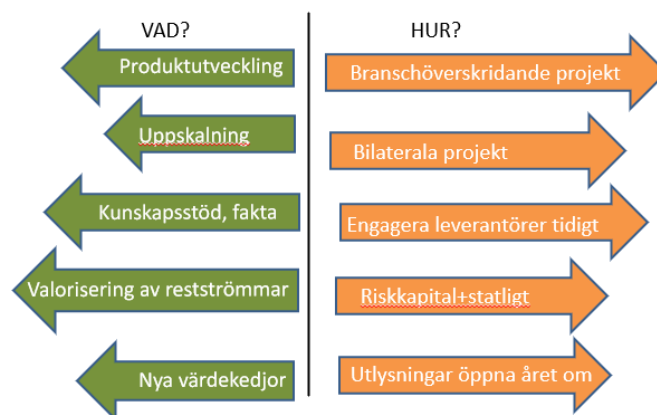 VAD?
HUR?
Produktutveckling
Branschöverskridande projekt
Uppskalning
Bilaterala projekt
Kunskapsstöd, fakta
Engagera leverantörer tidigt
Valorisering av restströmmar
Riskkapital+statligt
Nya värdekedjor
Utlysningar öppna året om